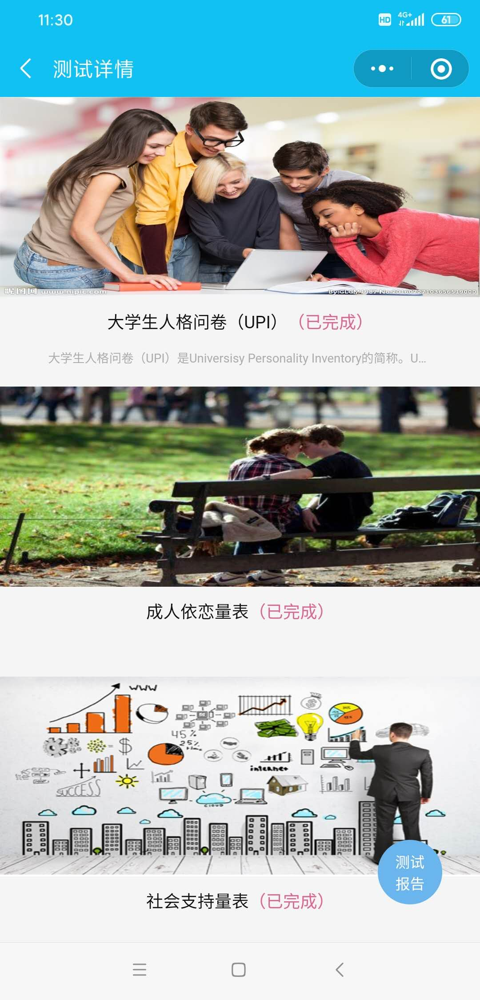 11:30
HD 4G+ 61
测试详情
昵图网 www.nipic.com
By:GLGM1987 No:20160727103656519000
大学生人格问卷（UPI）（已完成）
大学生人格问卷（UPI）是Universisy Personality Inventory的简称。U...
成人依恋量表（已完成）
WWW
45%
25%
internet
SUCCESS
CLOUD
测试
报告
社会支持量表（已完成）